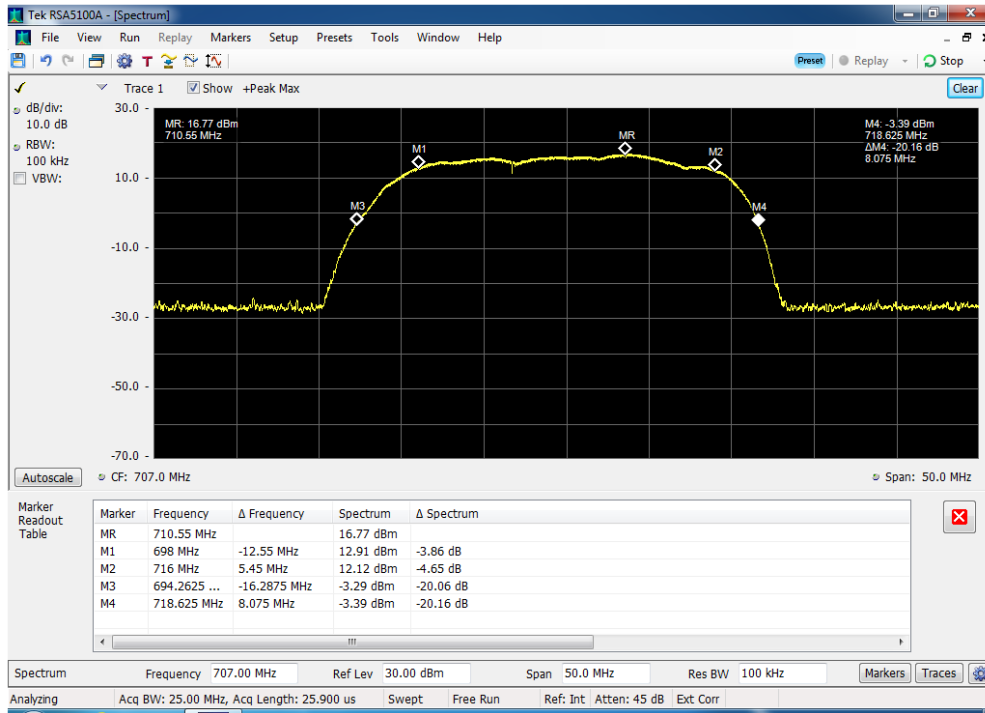 Tek RSA5100A - [Spectrum]
File View Run Replay Markers Setup Presets Tools Window Help
T Preset Replay Stop
Trace 1 Show +Peak Max Clear
dB/div:
10.0 dB
RBW:
100 kHz
VBW:
30.0 -
10.0 -
-10.0 -
-30.0 -
-50.0 -
-70.0 -
MR: 16.77 dBm
710.55 MHz
M4: -3.39 dBm
718.625 MHz
ΔM4: -20.16 dB
8.075 MHz
M1
MR
M2
M3
M4
Autoscale CF: 707.0 MHz Span: 50.0 MHz
Marker
Readout
Table
Marker Frequency Δ Frequency Spectrum Δ Spectrum
MR 710.55 MHz 16.77 dBm
M1 698 MHz -12.55 MHz 12.91 dBm -3.86 dB
M2 716 MHz 5.45 MHz 12.12 dBm -4.65 dB
M3 694.2625 ... -16.2875 MHz -3.29 dBm -20.06 dB
M4 718.625 MHz 8.075 MHz -3.39 dBm -20.16 dB
Spectrum Frequency 707.00 MHz Ref Lev 30.00 dBm Span 50.0 MHz Res BW 100 kHz Markers Traces
Analyzing Acq BW: 25.00 MHz, Acq Length: 25.900 us Swept Free Run Ref: Int Atten: 45 dB Ext Corr